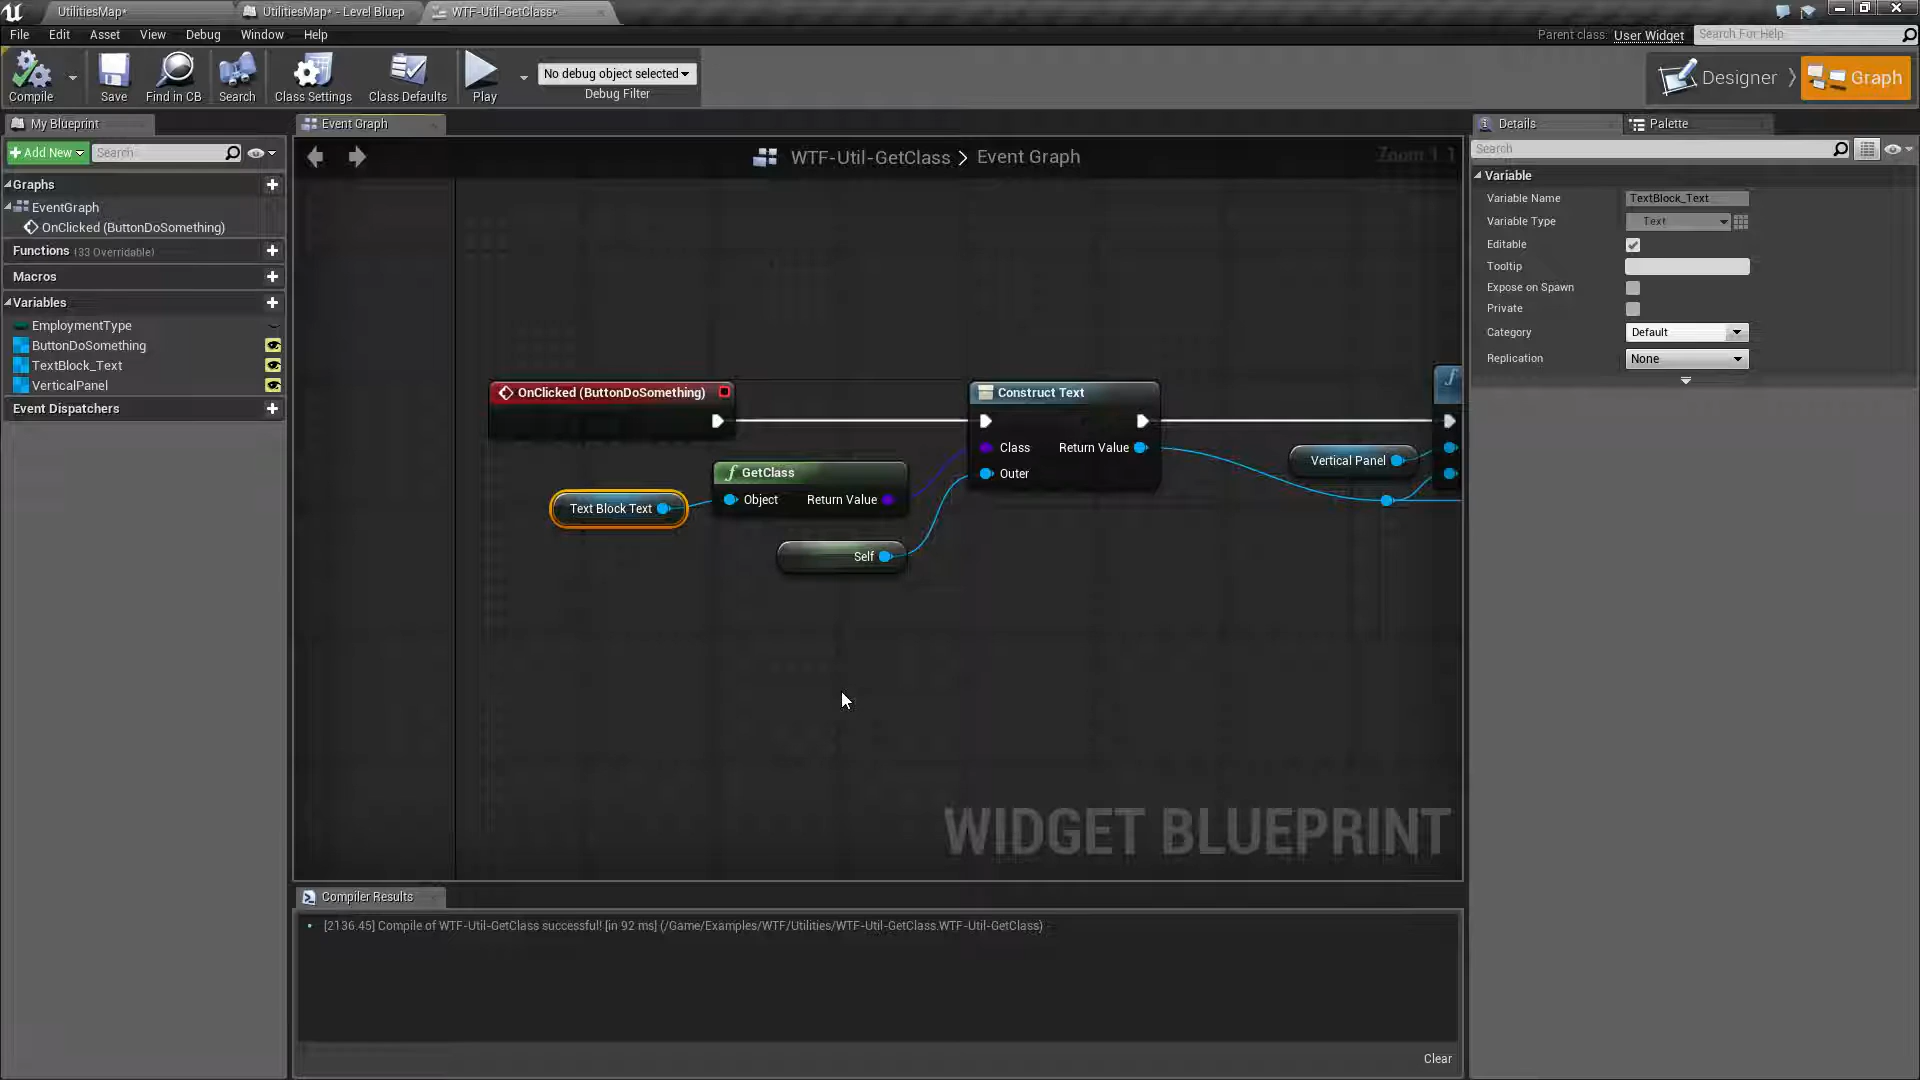 UtilitiesMap*
UtilitiesMap* - Level Bluep
WTF-Util-GetClass*
File Edit Asset View Debug Window Help
Parent class: User Widget
Search For Help
Compile
Save
Find in CB
Search
Class Settings
Class Defaults
Play
No debug object selected
Debug Filter
Designer
Graph
My Blueprint
Add New
Search
Graphs
EventGraph
OnClicked (ButtonDoSomething)
Functions (33 Overridable)
Macros
Variables
EmploymentType
ButtonDoSomething
TextBlock_Text
VerticalPanel
Event Dispatchers
Event Graph
WTF-Util-GetClass > Event Graph
Zoom 1:1
OnClicked (ButtonDoSomething)
Construct Text
Class
Return Value
Outer
GetClass
Object
Return Value
Text Block Text
Self
Vertical Panel
f
WIDGET BLUEPRINT
Compiler Results
[2136.45] Compile of WTF-Util-GetClass successful! [in 92 ms] (/Game/Examples/WTF/Utilities/WTF-Util-GetClass.WTF-Util-GetClass)
Clear
Details
Palette
Search
Variable
Variable Name TextBlock_Text
Variable Type Text
Editable
Tooltip
Expose on Spawn
Private
Category Default
Replication None